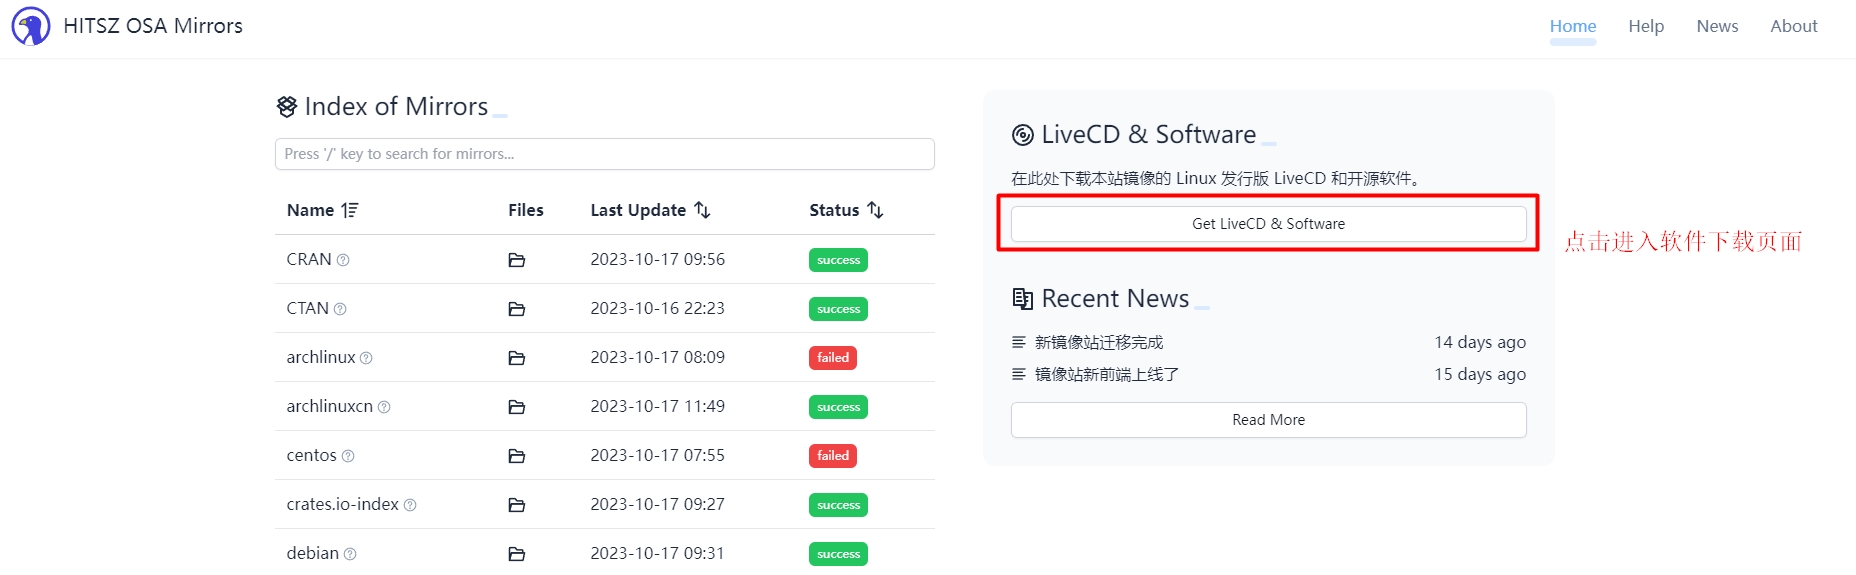 HITSZ OSA Mirrors
Home Help News About
Index of Mirrors
Press '/' key to search for mirrors...
Name Files Last Update Status
CRAN 2023-10-17 09:56 success
CTAN 2023-10-16 22:23 success
archlinux 2023-10-17 08:09 failed
archlinuxcn 2023-10-17 11:49 success
centos 2023-10-17 07:55 failed
crates.io-index 2023-10-17 09:27 success
debian 2023-10-17 09:31 success
LiveCD & Software
在此处下载本站镜像的 Linux 发行版 LiveCD 和开源软件。
Get LiveCD & Software
点击进入软件下载页面
Recent News
新镜像站迁移完成 14 days ago
镜像站新前端上线了 15 days ago
Read More